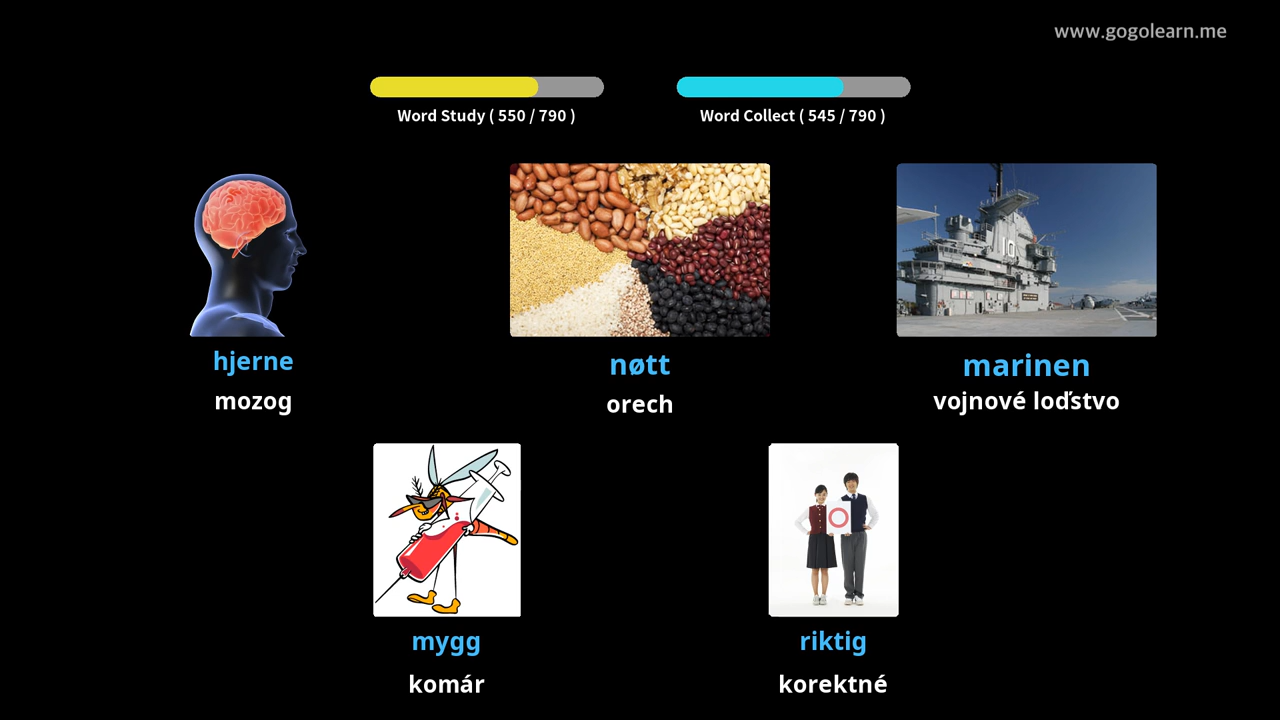 www.gogolearn.me
Word Study ( 550 / 790 )
Word Collect ( 545 / 790 )
hjerne
mozog
nøtt
orech
10
marinen
vojnové loďstvo
mygg
komár
riktig
korektné